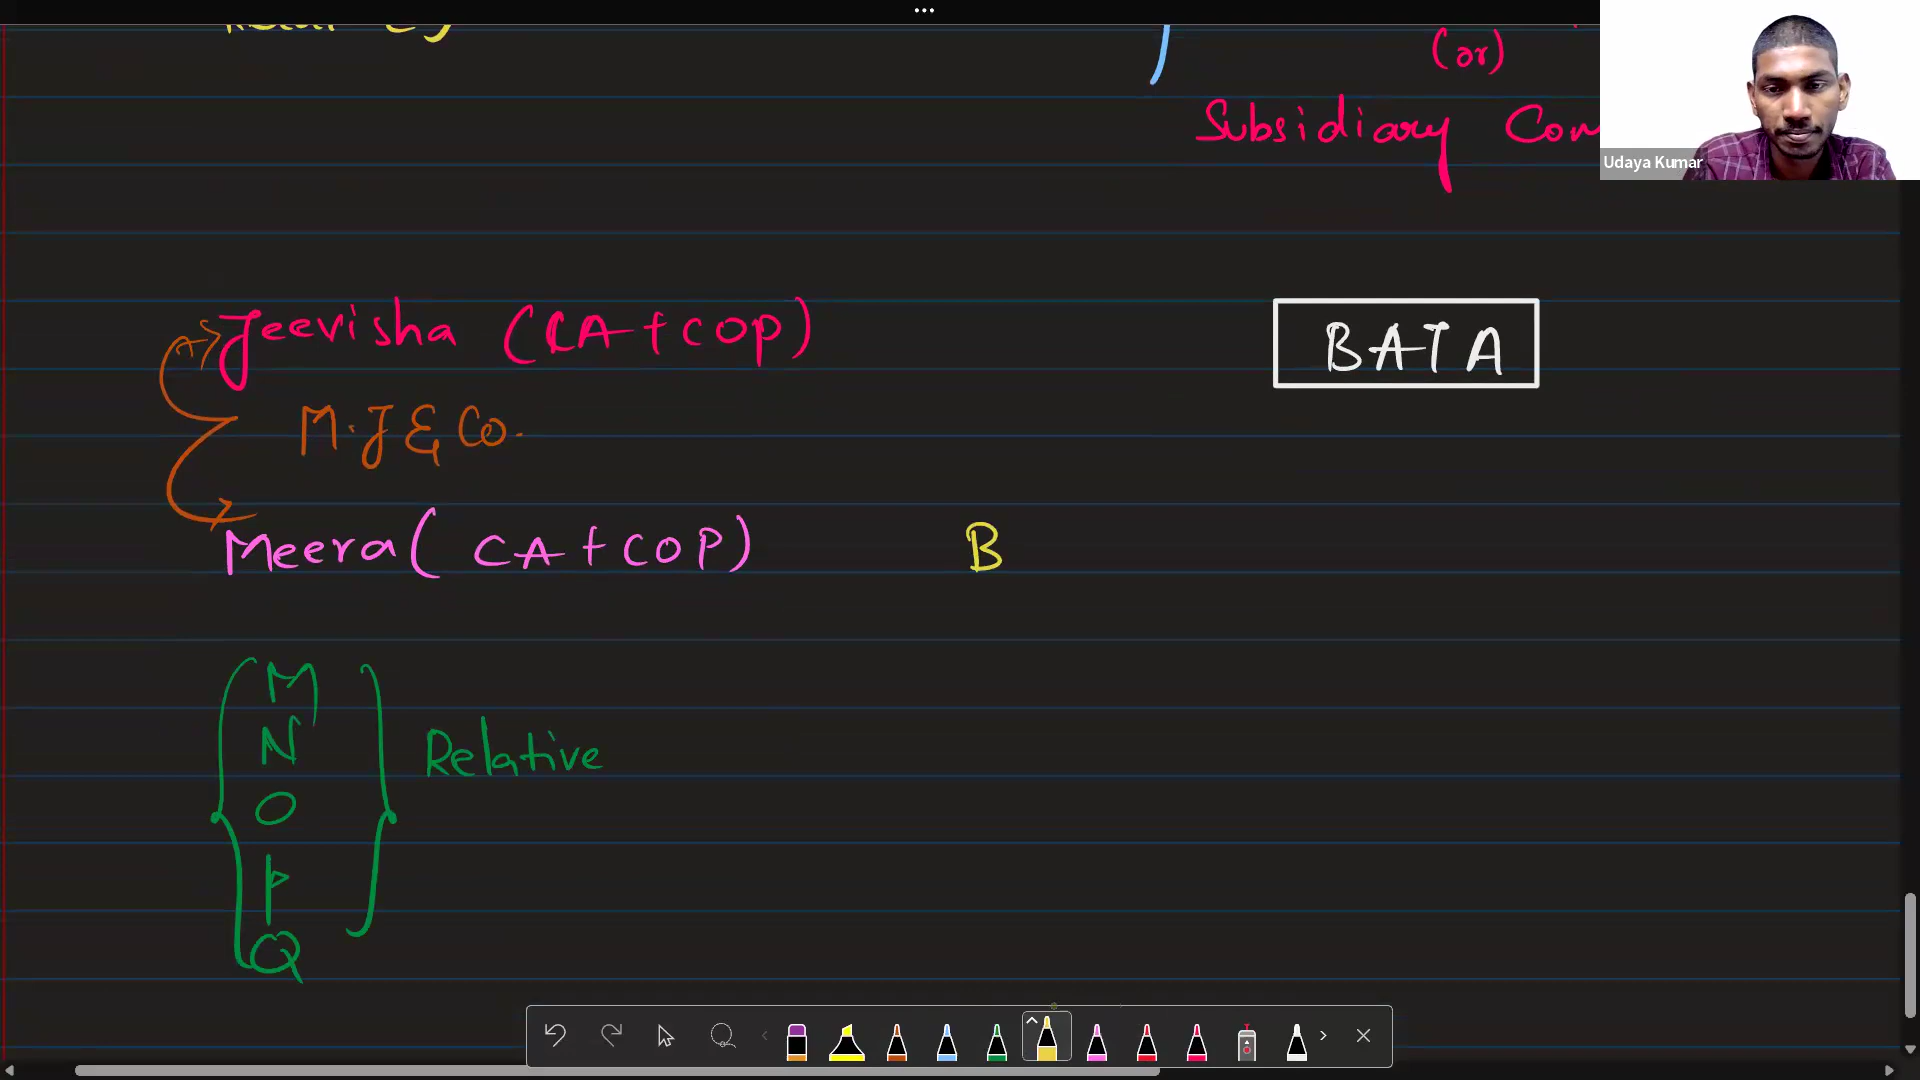 (or)
Subsidiary Com
Udaya Kumar
Jeevisha (CA + COP)
BATA
M.J & Co.
Meera ( CA + COP)
B
M
N
Relative
O
P
Q